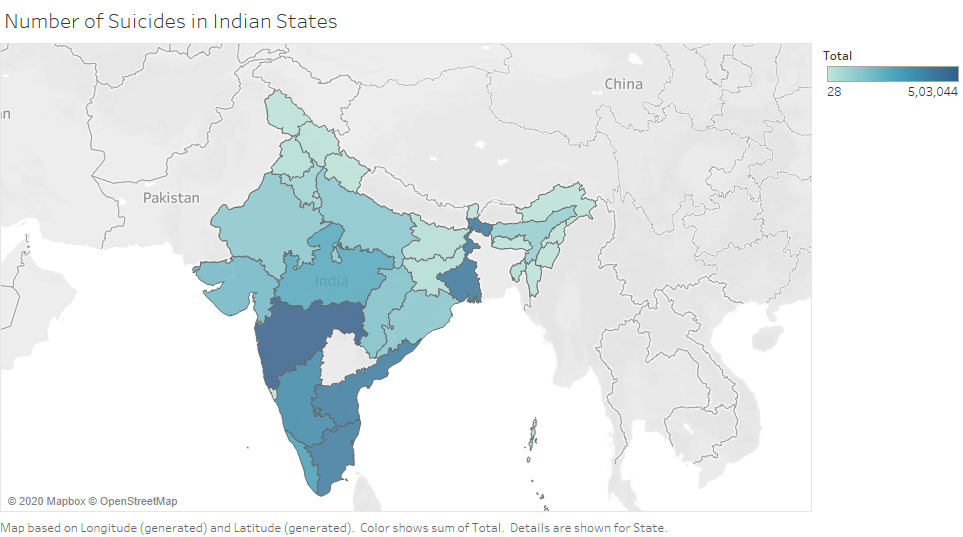 Number of Suicides in Indian States
Total
28 5,03,044
China
n
Pakistan
India
© 2020 Mapbox © OpenStreetMap
Map based on Longitude (generated) and Latitude (generated). Color shows sum of Total. Details are shown for State.